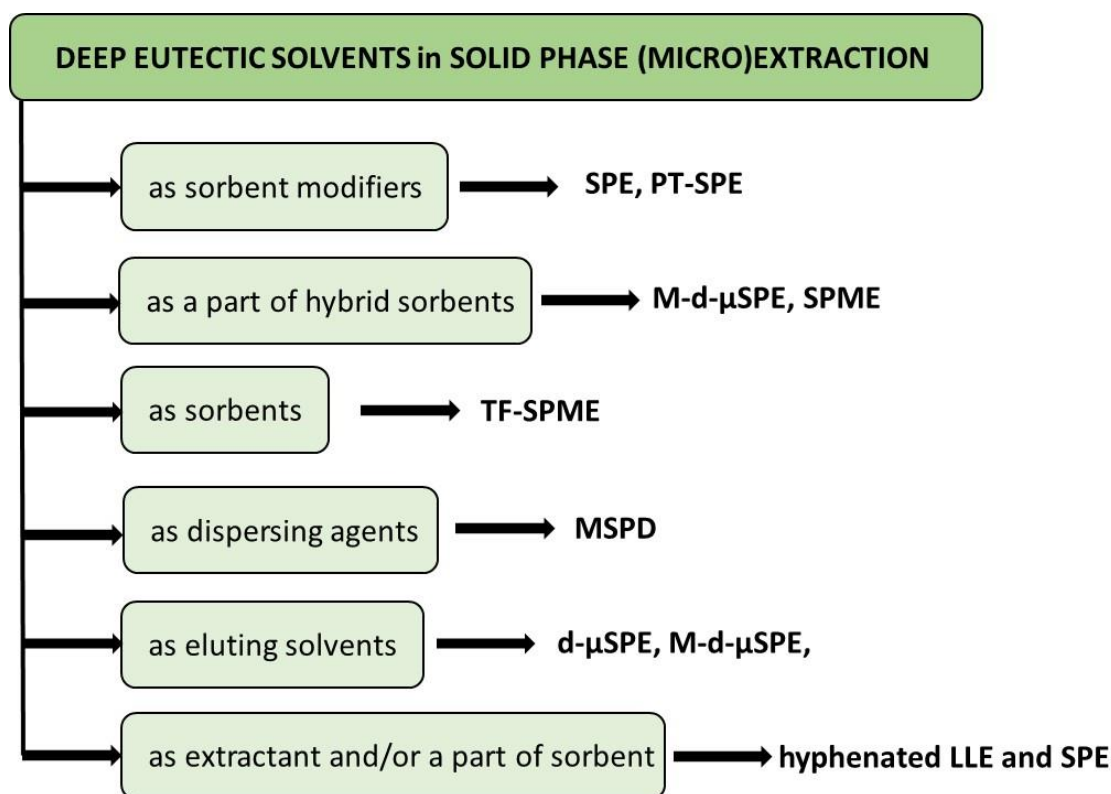 DEEP EUTECTIC SOLVENTS in SOLID PHASE (MICRO)EXTRACTION
as sorbent modifiers
SPE, PT-SPE
as a part of hybrid sorbents
M-d-μSPE, SPME
as sorbents
TF-SPME
as dispersing agents
MSPD
as eluting solvents
d-μSPE, M-d-μSPE,
as extractant and/or a part of sorbent
hyphenated LLE and SPE